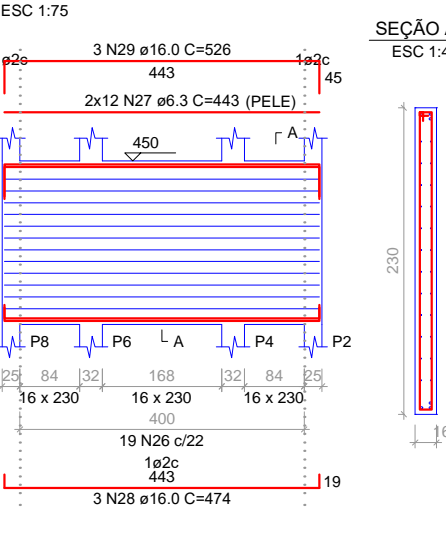 ESC 1:75
SEÇÃO
ESC 1:4
3 N29 ø16.0 C=526
ø2c
1ø2c
443
45
2x12 N27 ø6.3 C=443 (PELE)
450
A
230
P8
A
P6
P4
P2
25
84
32
168
32
84
25
16 x 230
16 x 230
16 x 230
16
400
19 N26 c/22
1ø2c
443
19
3 N28 ø16.0 C=474